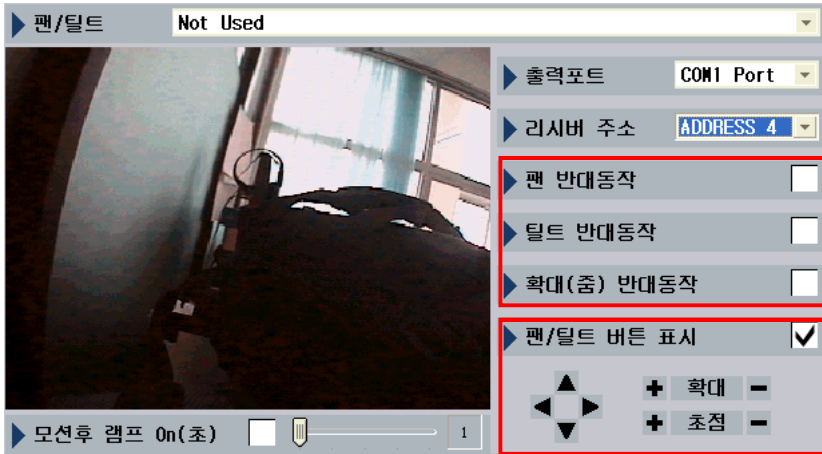 팬/틸트 Not Used
출력포트 COM1 Port
리시버 주소 ADDRESS 4
팬 반대동작
틸트 반대동작
확대(줌) 반대동작
팬/틸트 버튼 표시
+ 확대 -
+ 초점 -
모션후 램프 On(초) 1